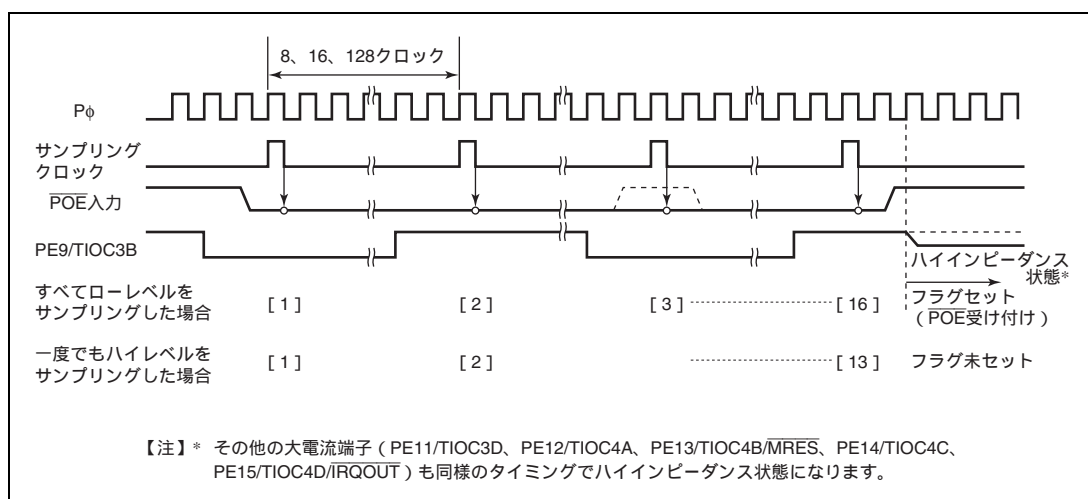 8、16、128クロック
Pφ
サンプリング
クロック
POE入力
PE9/TIOC3B
ハイインピーダンス
状態*
すべてローレベルを
サンプリングした場合
[ 1 ] [ 2 ] [ 3 ] [ 16 ]
フラグセット
( POE受け付け )
一度でもハイレベルを
サンプリングした場合
[ 1 ] [ 2 ] [ 13 ] フラグ未セット
【注】* その他の大電流端子 ( PE11/TIOC3D、PE12/TIOC4A、PE13/TIOC4B/MRES、PE14/TIOC4C、
PE15/TIOC4D/IRQOUT ) も同様のタイミングでハイインピーダンス状態になります。